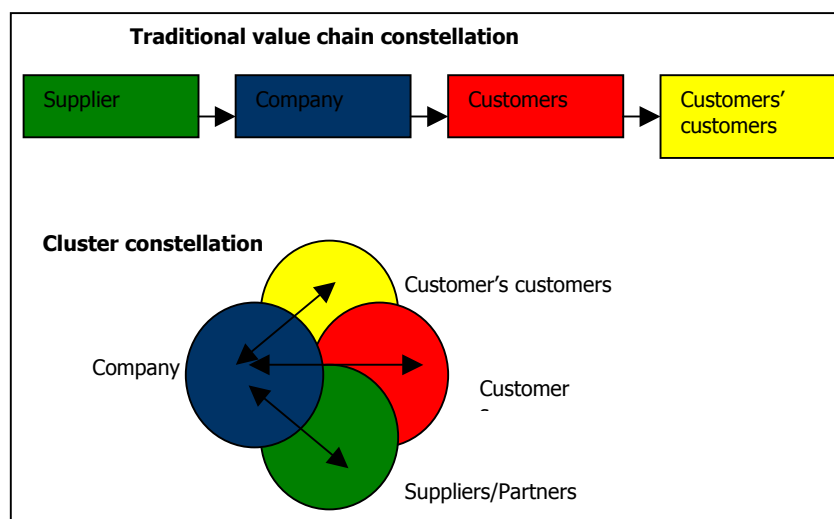 Traditional value chain constellation
Supplier
Company
Customers
Customers’
customers
Cluster constellation
Customer’s customers
Company
Customer
Suppliers/Partners